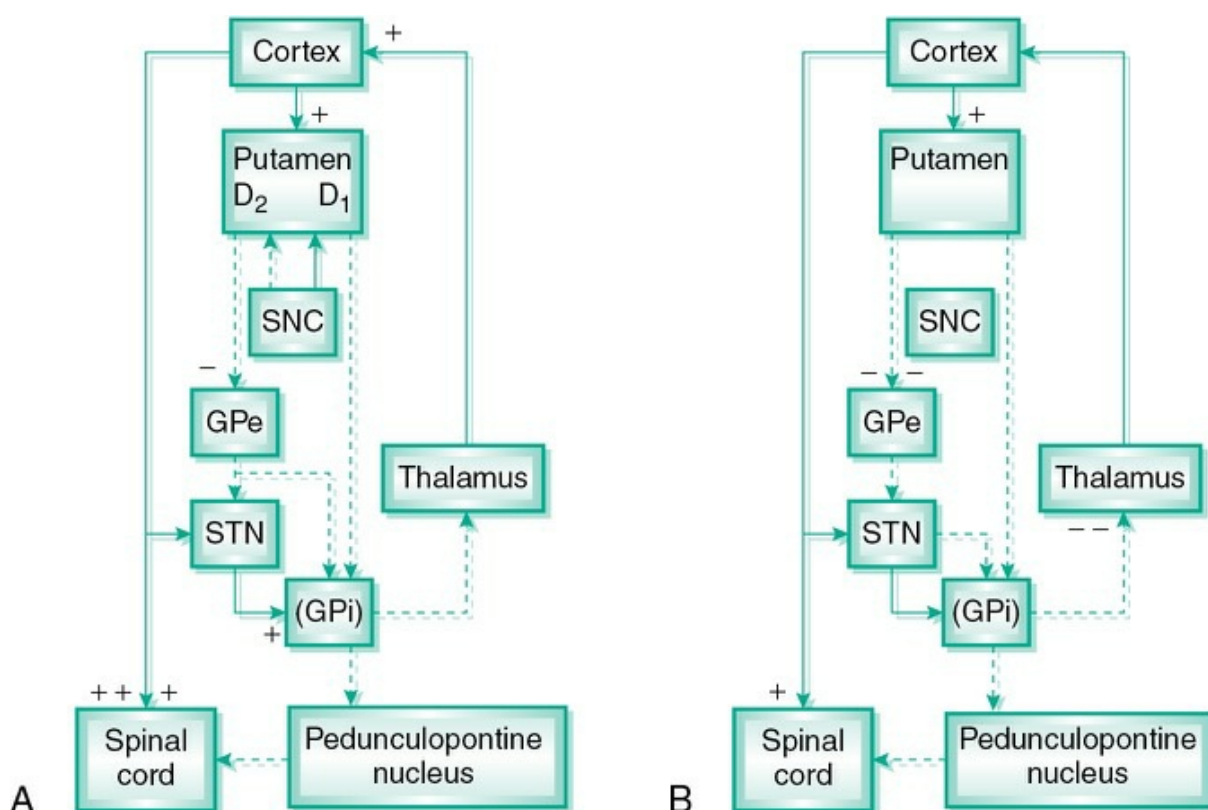 Cortex
+
+
Putamen
D₂ D₁
SNC
−
GPe
Thalamus
STN
(GPi)
+
++ +
Spinal
cord
Pedunculopontine
nucleus
A
Cortex
+
Putamen
SNC
− −
GPe
Thalamus
− −
STN
(GPi)
+
Spinal
cord
Pedunculopontine
nucleus
B